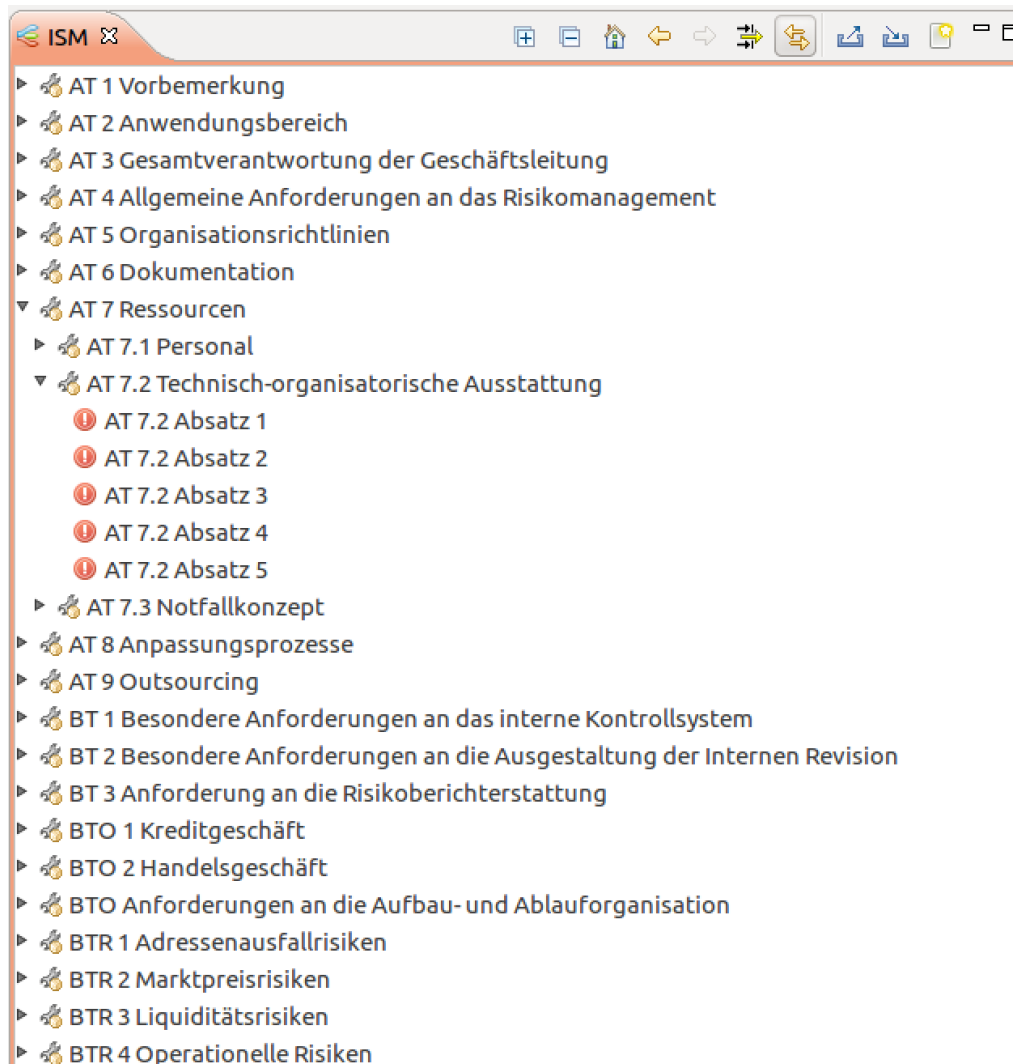 ISM
AT 1 Vorbemerkung
AT 2 Anwendungsbereich
AT 3 Gesamtverantwortung der Geschäftsleitung
AT 4 Allgemeine Anforderungen an das Risikomanagement
AT 5 Organisationsrichtlinien
AT 6 Dokumentation
AT 7 Ressourcen
AT 7.1 Personal
AT 7.2 Technisch-organisatorische Ausstattung
AT 7.2 Absatz 1
AT 7.2 Absatz 2
AT 7.2 Absatz 3
AT 7.2 Absatz 4
AT 7.2 Absatz 5
AT 7.3 Notfallkonzept
AT 8 Anpassungsprozesse
AT 9 Outsourcing
BT 1 Besondere Anforderungen an das interne Kontrollsystem
BT 2 Besondere Anforderungen an die Ausgestaltung der Internen Revision
BT 3 Anforderung an die Risikoberichterstattung
BTO 1 Kreditgeschäft
BTO 2 Handelsgeschäft
BTO Anforderungen an die Aufbau- und Ablauforganisation
BTR 1 Adressenausfallrisiken
BTR 2 Marktpreisrisiken
BTR 3 Liquiditätsrisiken
BTR 4 Operationelle Risiken